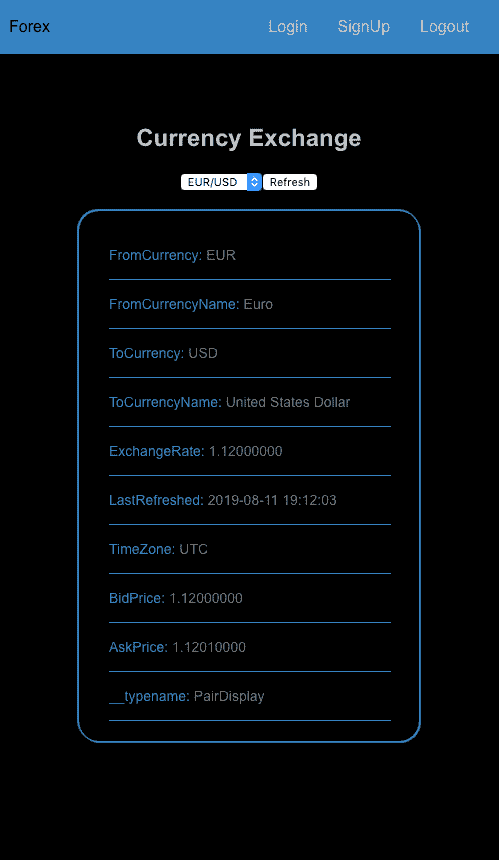 Forex Login SignUp Logout
Currency Exchange
EUR/USD Refresh
FromCurrency: EUR
FromCurrencyName: Euro
ToCurrency: USD
ToCurrencyName: United States Dollar
ExchangeRate: 1.12000000
LastRefreshed: 2019-08-11 19:12:03
TimeZone: UTC
BidPrice: 1.12000000
AskPrice: 1.12010000
__typename: PairDisplay